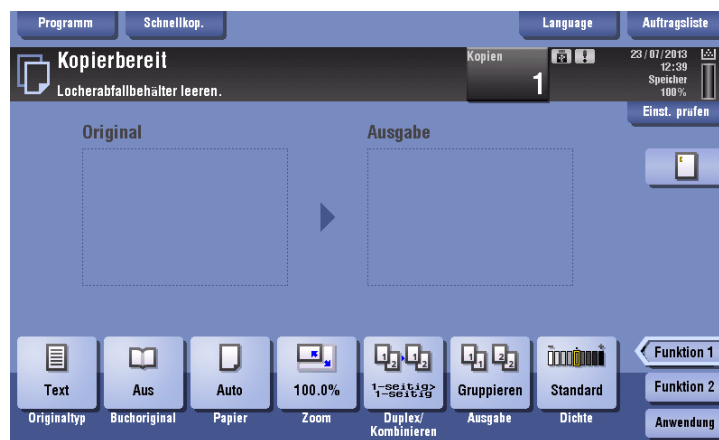 Programm
Schnellkop.
Language
Auftragsliste
Kopierbereit
Locherabfallbehälter leeren.
Kopien
1
23/07/2013
12:39
Speicher
100%
Einst. prüfen
Original
Ausgabe
Text
Aus
Auto
100.0%
1-seitig>
1-seitig
Gruppieren
Standard
Originaltyp
Buchoriginal
Papier
Zoom
Duplex/
Kombinieren
Ausgabe
Dichte
Funktion 1
Funktion 2
Anwendung